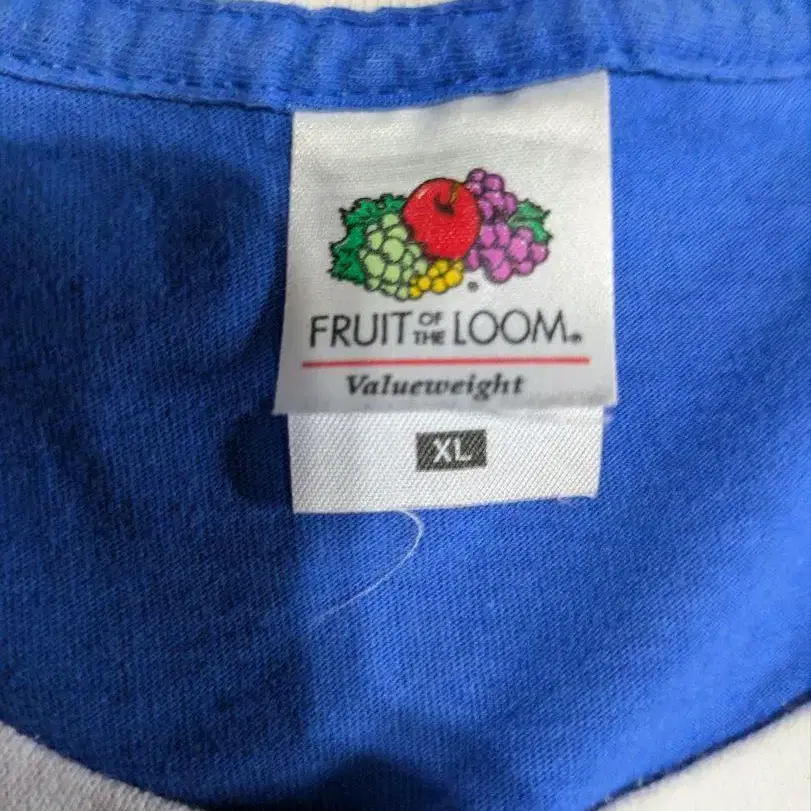 FRUIT OF THE LOOM®
Valueweight
XL